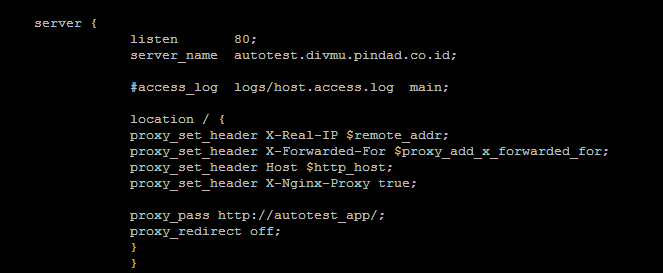 server {
listen 80;
server_name autotest.divmu.pindad.co.id;
#access_log logs/host.access.log main;
location / {
proxy_set_header X-Real-IP $remote_addr;
proxy_set_header X-Forwarded-For $proxy_add_x_forwarded_for;
proxy_set_header Host $http_host;
proxy_set_header X-Nginx-Proxy true;
proxy_pass http://autotest_app/;
proxy_redirect off;
}
}